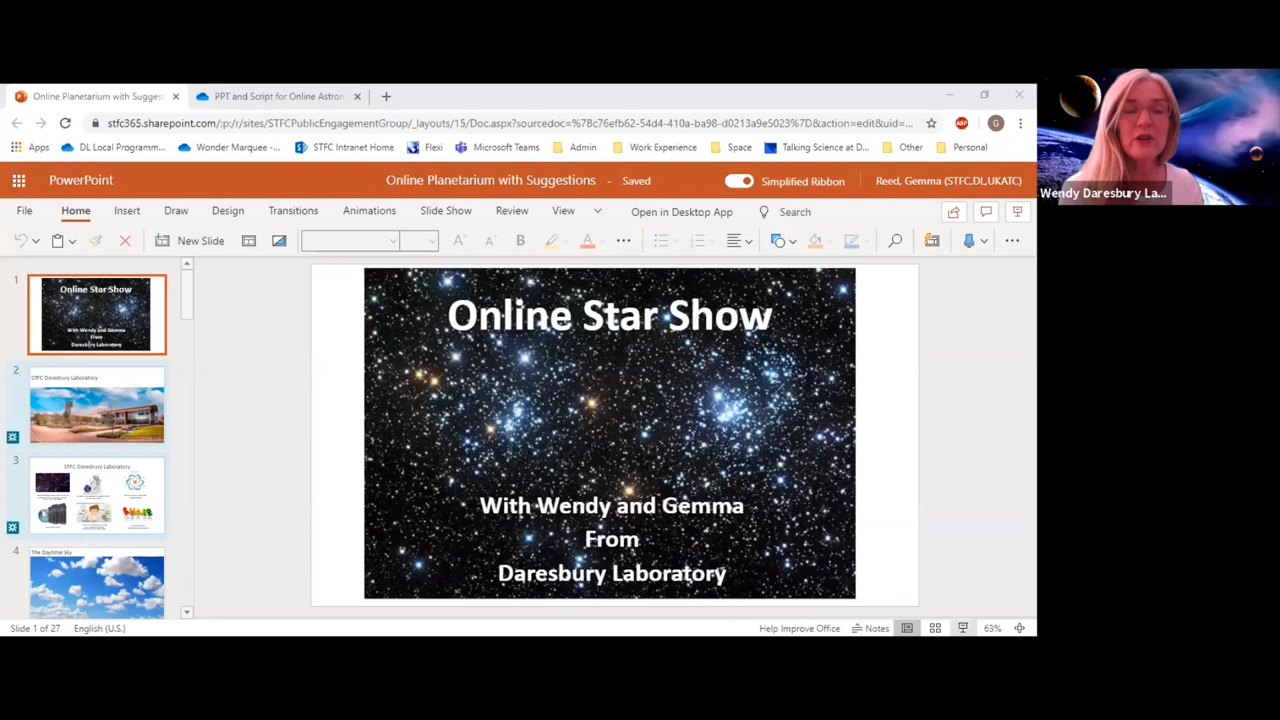 Online Planetarium with Suggest
PPT and Script for Online Astron
stfc365.sharepoint.com/:p:/r/sites/STFCPublicEngagementGroup/_layouts/15/Doc.aspx?sourcedoc=%7Bc76efb62-54d4-410a-ba98-d0213a9e5023%7D&action=edit&uid=...
ABP
G
Apps
DL Local Programm...
Wonder Marquee -...
STFC Intranet Home
Flexi
Microsoft Teams
Admin
Work Experience
Space
Talking Science at D...
Other
Personal
Wendy Daresbury La...
PowerPoint
Online Planetarium with Suggestions - Saved
Simplified Ribbon
Reed, Gemma (STFC,DL,UKATC)
File
Home
Insert
Draw
Design
Transitions
Animations
Slide Show
Review
View
Open in Desktop App
Search
New Slide
B
A
1
Online Star Show
With Wendy and Gemma
From
Daresbury Laboratory
2
STFC Daresbury Laboratory
3
STFC Daresbury Laboratory
4
The Daytime Sky
Online Star Show
With Wendy and Gemma
From
Daresbury Laboratory
Slide 1 of 27
English (U.S.)
Help Improve Office
Notes
63%